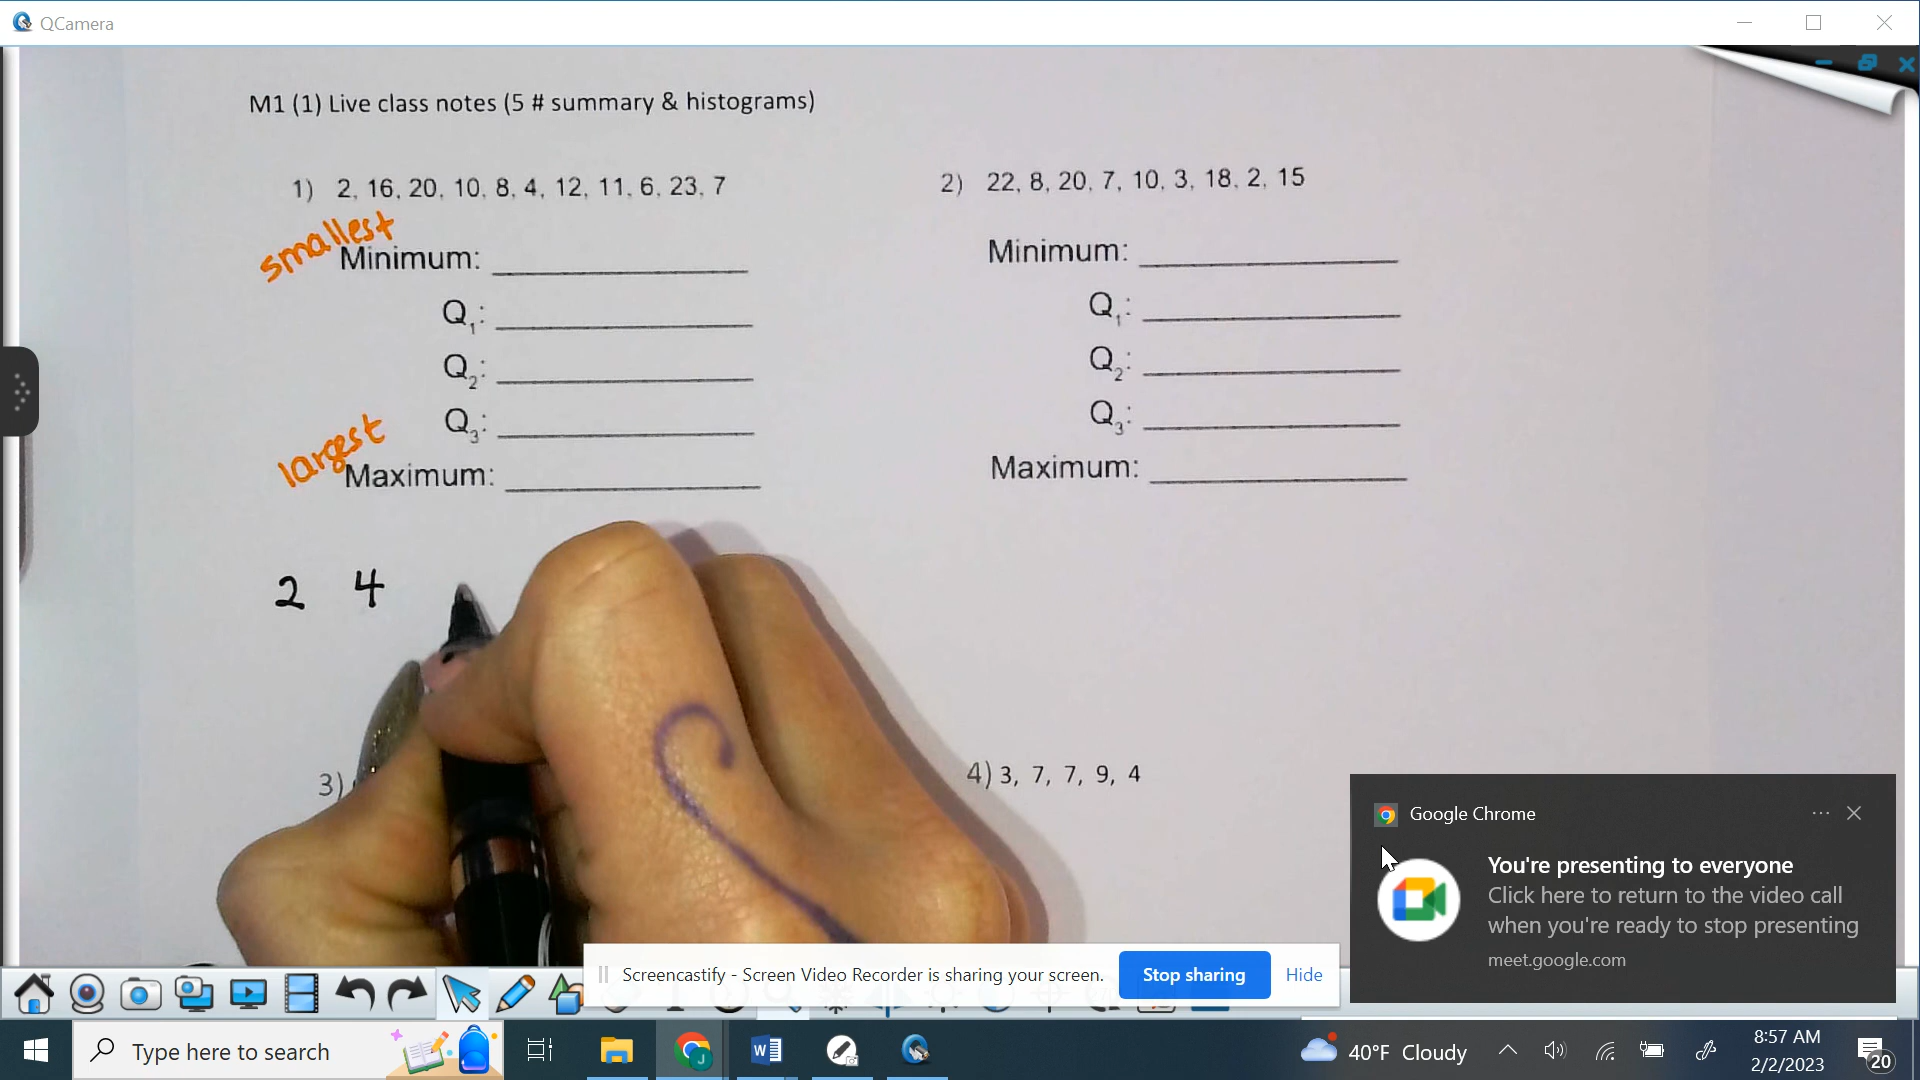 QCamera
M1 (1) Live class notes (5 # summary & histograms)
1) 2, 16, 20, 10, 8, 4, 12, 11, 6, 23, 7
smallest
Minimum:
Q1:
Q2:
Q3:
largest
Maximum:
2 4
2) 22, 8, 20, 7, 10, 3, 18, 2, 15
Minimum:
Q1:
Q2:
Q3:
Maximum:
3)
4) 3, 7, 7, 9, 4
Google Chrome
You're presenting to everyone
Click here to return to the video call
when you're ready to stop presenting
meet.google.com
Screencastify - Screen Video Recorder is sharing your screen.
Stop sharing
Hide
Type here to search
40°F Cloudy
8:57 AM
2/2/2023
20